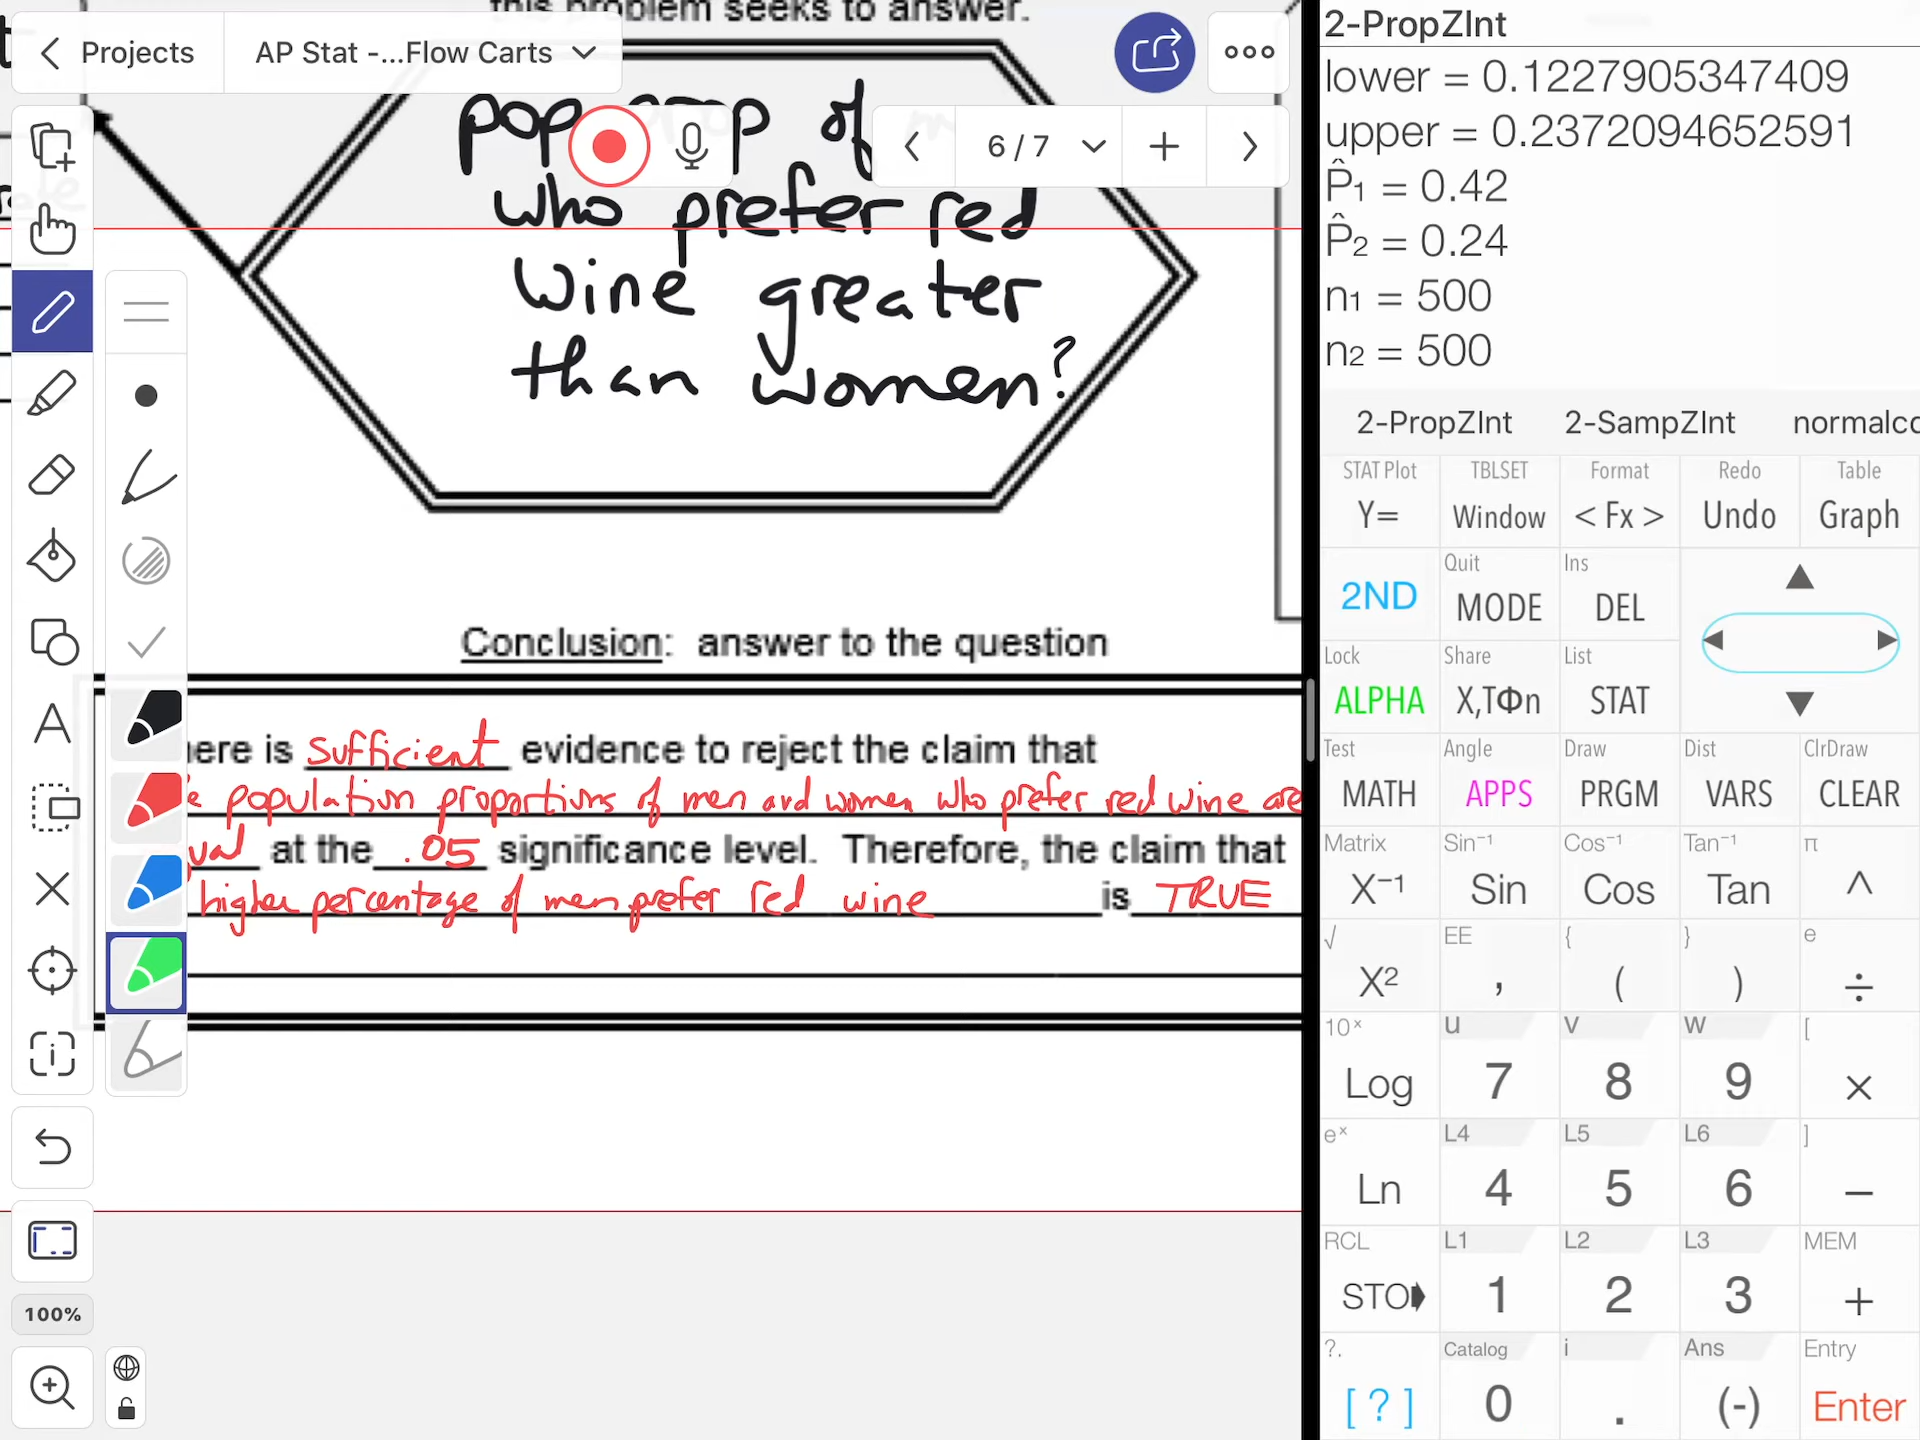 this problem seeks to answer.
Projects
AP Stat -...Flow Carts
pop prop of
6 / 7
who prefer red
wine greater
than women?
Conclusion: answer to the question
here is sufficient evidence to reject the claim that
population proportions of men and women who prefer red wine are
at the .05 significance level. Therefore, the claim that
higher percentage of men prefer red wine is TRUE
100%
2-PropZInt
lower = 0.1227905347409
upper = 0.2372094652591
P̂1 = 0.42
P̂2 = 0.24
n1 = 500
n2 = 500
2-PropZInt 2-SampZInt normalcd
STAT Plot TBLSET Format Redo Table
Y= Window < Fx > Undo Graph
Quit Ins
2ND MODE DEL
Lock Share List
ALPHA X,TΦn STAT
Test Angle Draw Dist ClrDraw
MATH APPS PRGM VARS CLEAR
Matrix Sin⁻¹ Cos⁻¹ Tan⁻¹ π
X⁻¹ Sin Cos Tan ^
√ EE { } e
X² , ( ) ÷
10ˣ u v w [
Log 7 8 9 ×
eˣ L4 L5 L6 ]
Ln 4 5 6 −
RCL L1 L2 L3 MEM
STO 1 2 3 +
?. Catalog i Ans Entry
[ ? ] 0 . (-) Enter